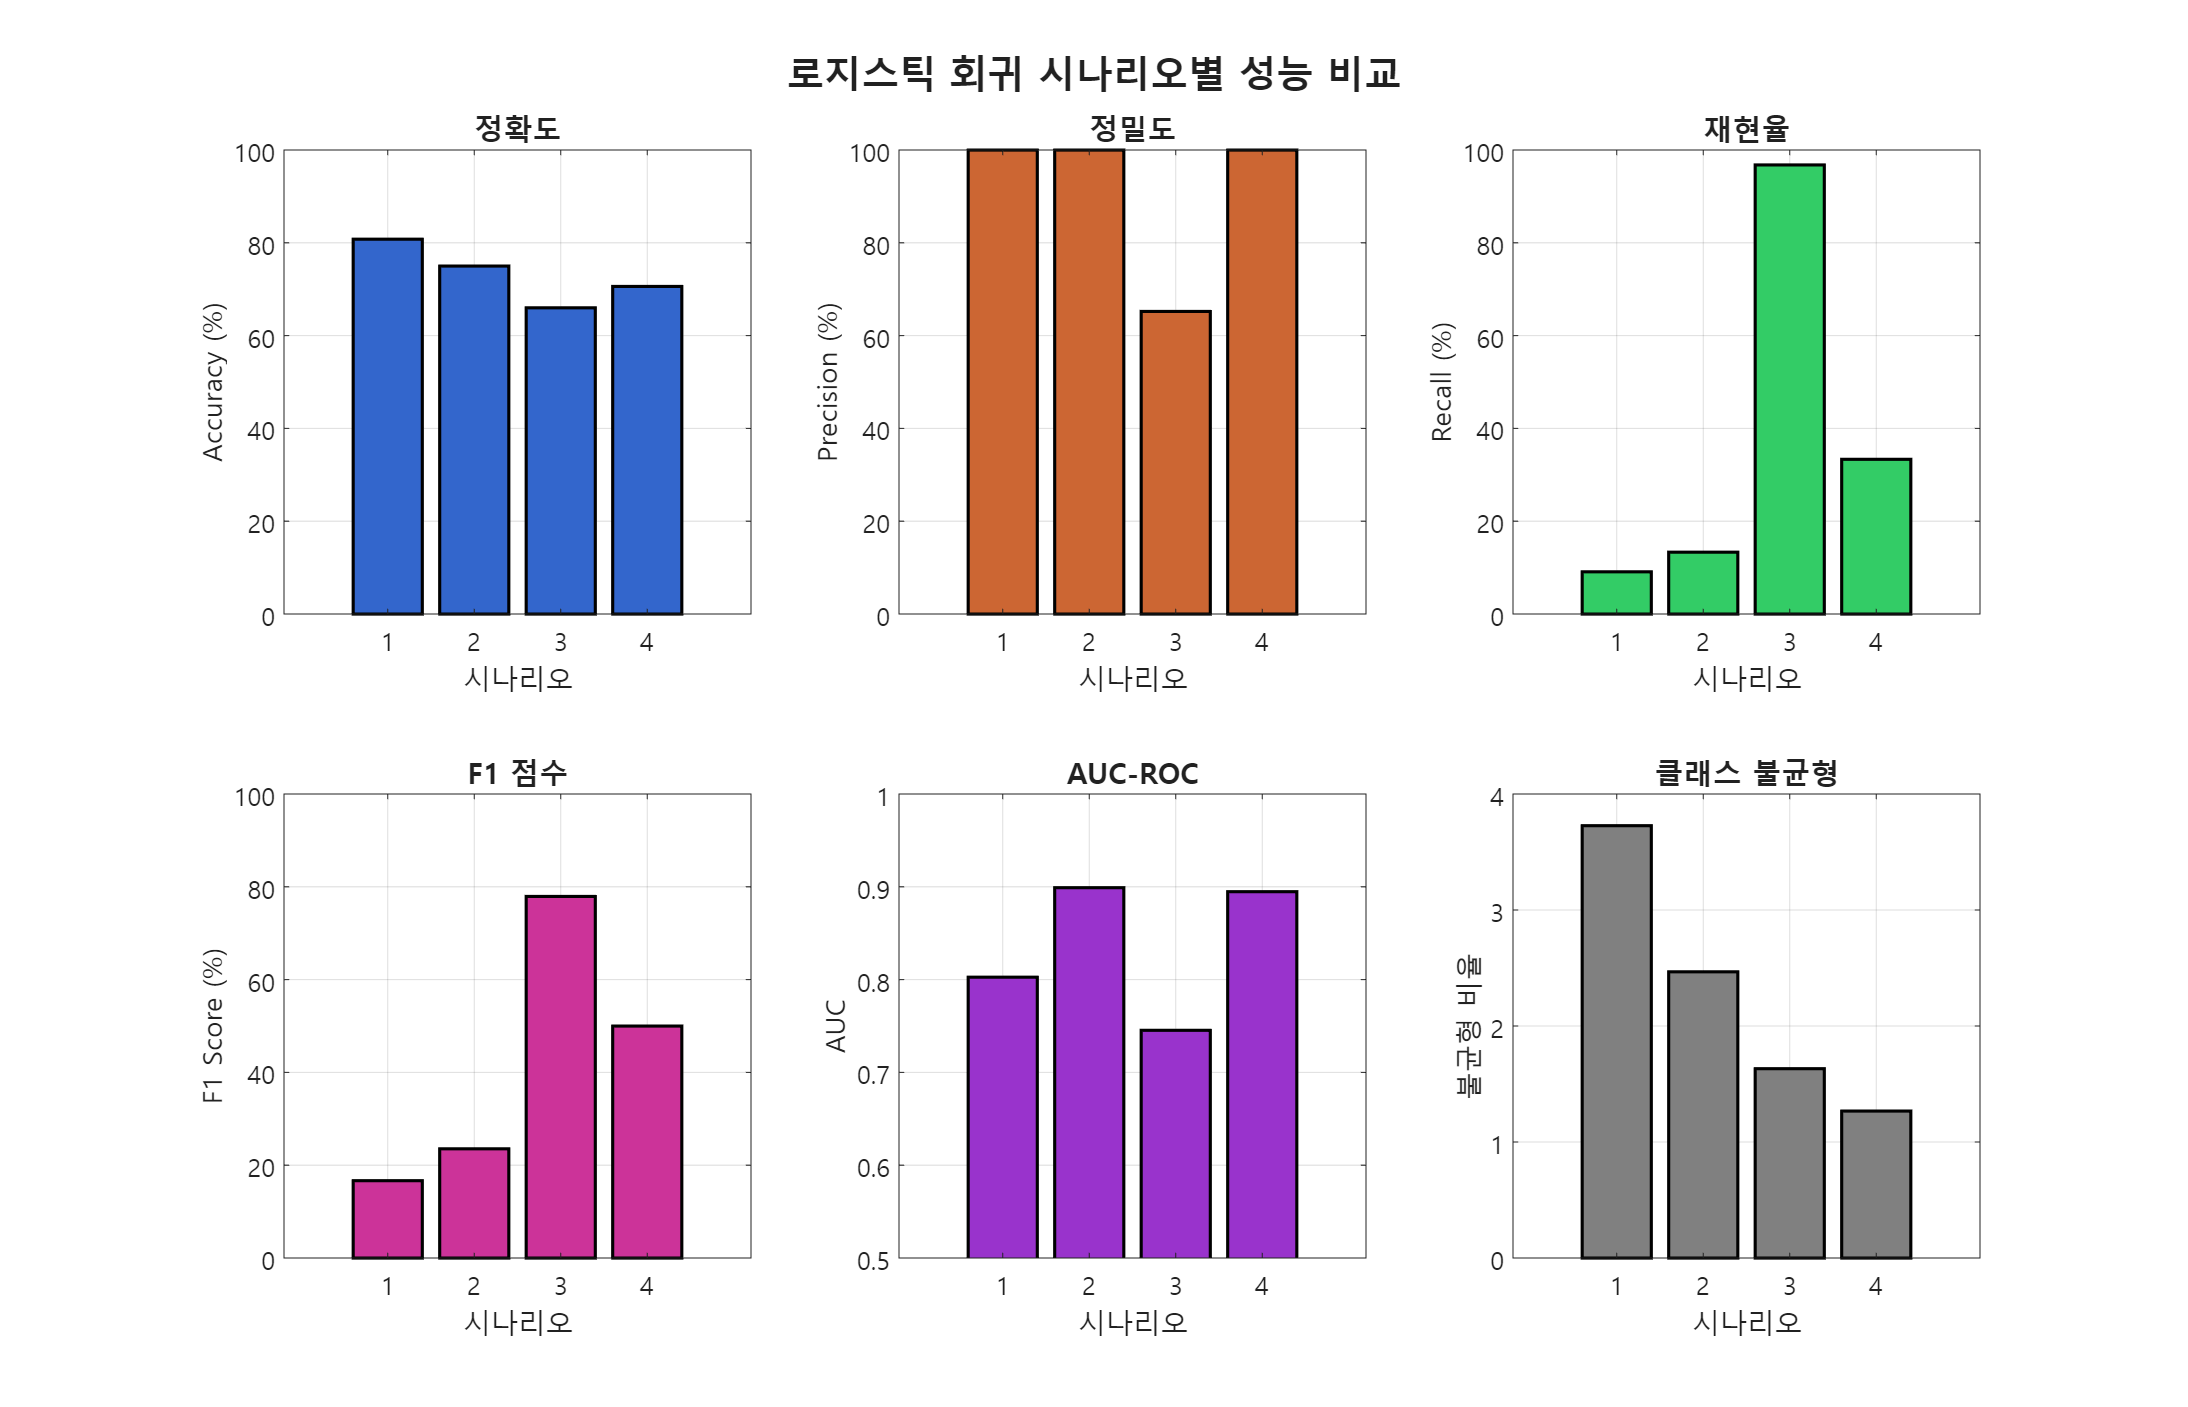 로지스틱 회귀 시나리오별 성능 비교
정확도
100
80
60
40
20
0
Accuracy (%)
1 2 3 4
시나리오
정밀도
100
80
60
40
20
0
Precision (%)
1 2 3 4
시나리오
재현율
100
80
60
40
20
0
Recall (%)
1 2 3 4
시나리오
F1 점수
100
80
60
40
20
0
F1 Score (%)
1 2 3 4
시나리오
AUC-ROC
1
0.9
0.8
0.7
0.6
0.5
AUC
1 2 3 4
시나리오
클래스 불균형
4
3
2
1
0
불균형 비율
1 2 3 4
시나리오